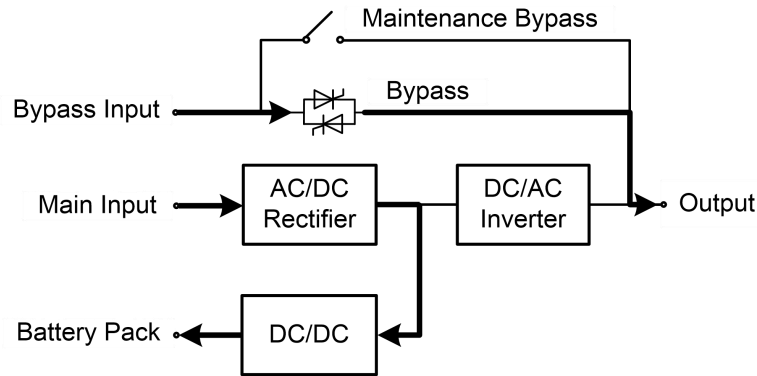 Maintenance Bypass
Bypass Input
Bypass
Main Input
AC/DC
Rectifier
DC/AC
Inverter
Output
Battery Pack
DC/DC